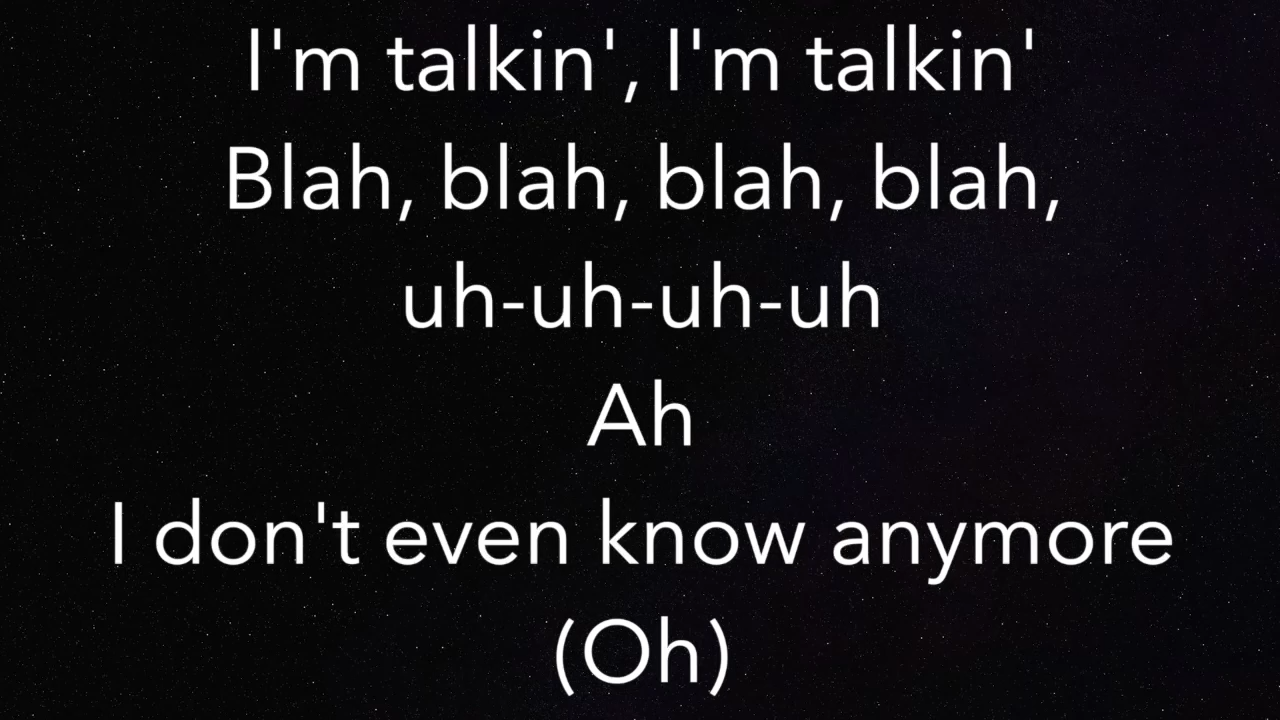 I'm talkin', I'm talkin'
Blah, blah, blah, blah,
uh-uh-uh-uh
Ah
I don't even know anymore
(Oh)